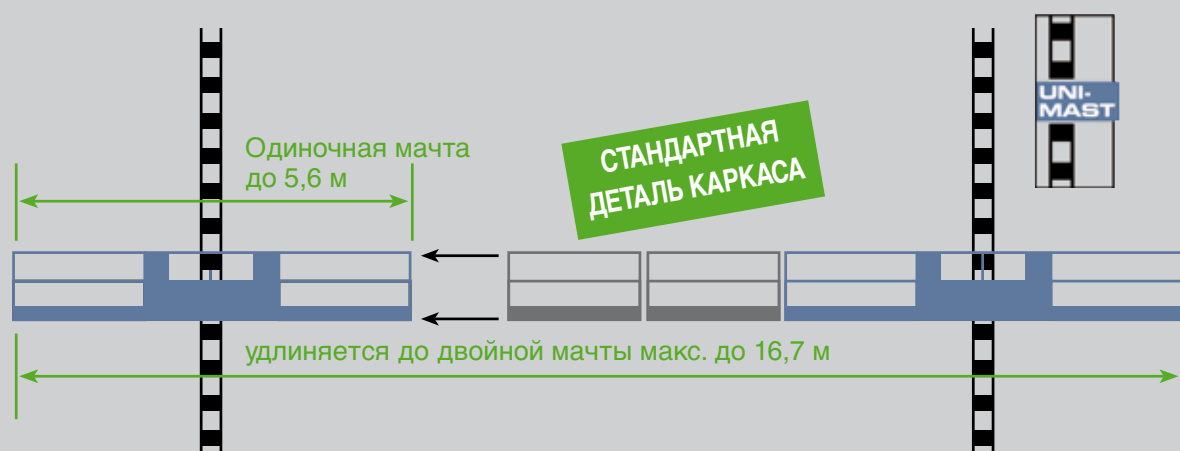 UNI-
MAST
Одиночная мачта
до 5,6 м
СТАНДАРТНАЯ
ДЕТАЛЬ КАРКАСА
удлиняется до двойной мачты макс. до 16,7 м